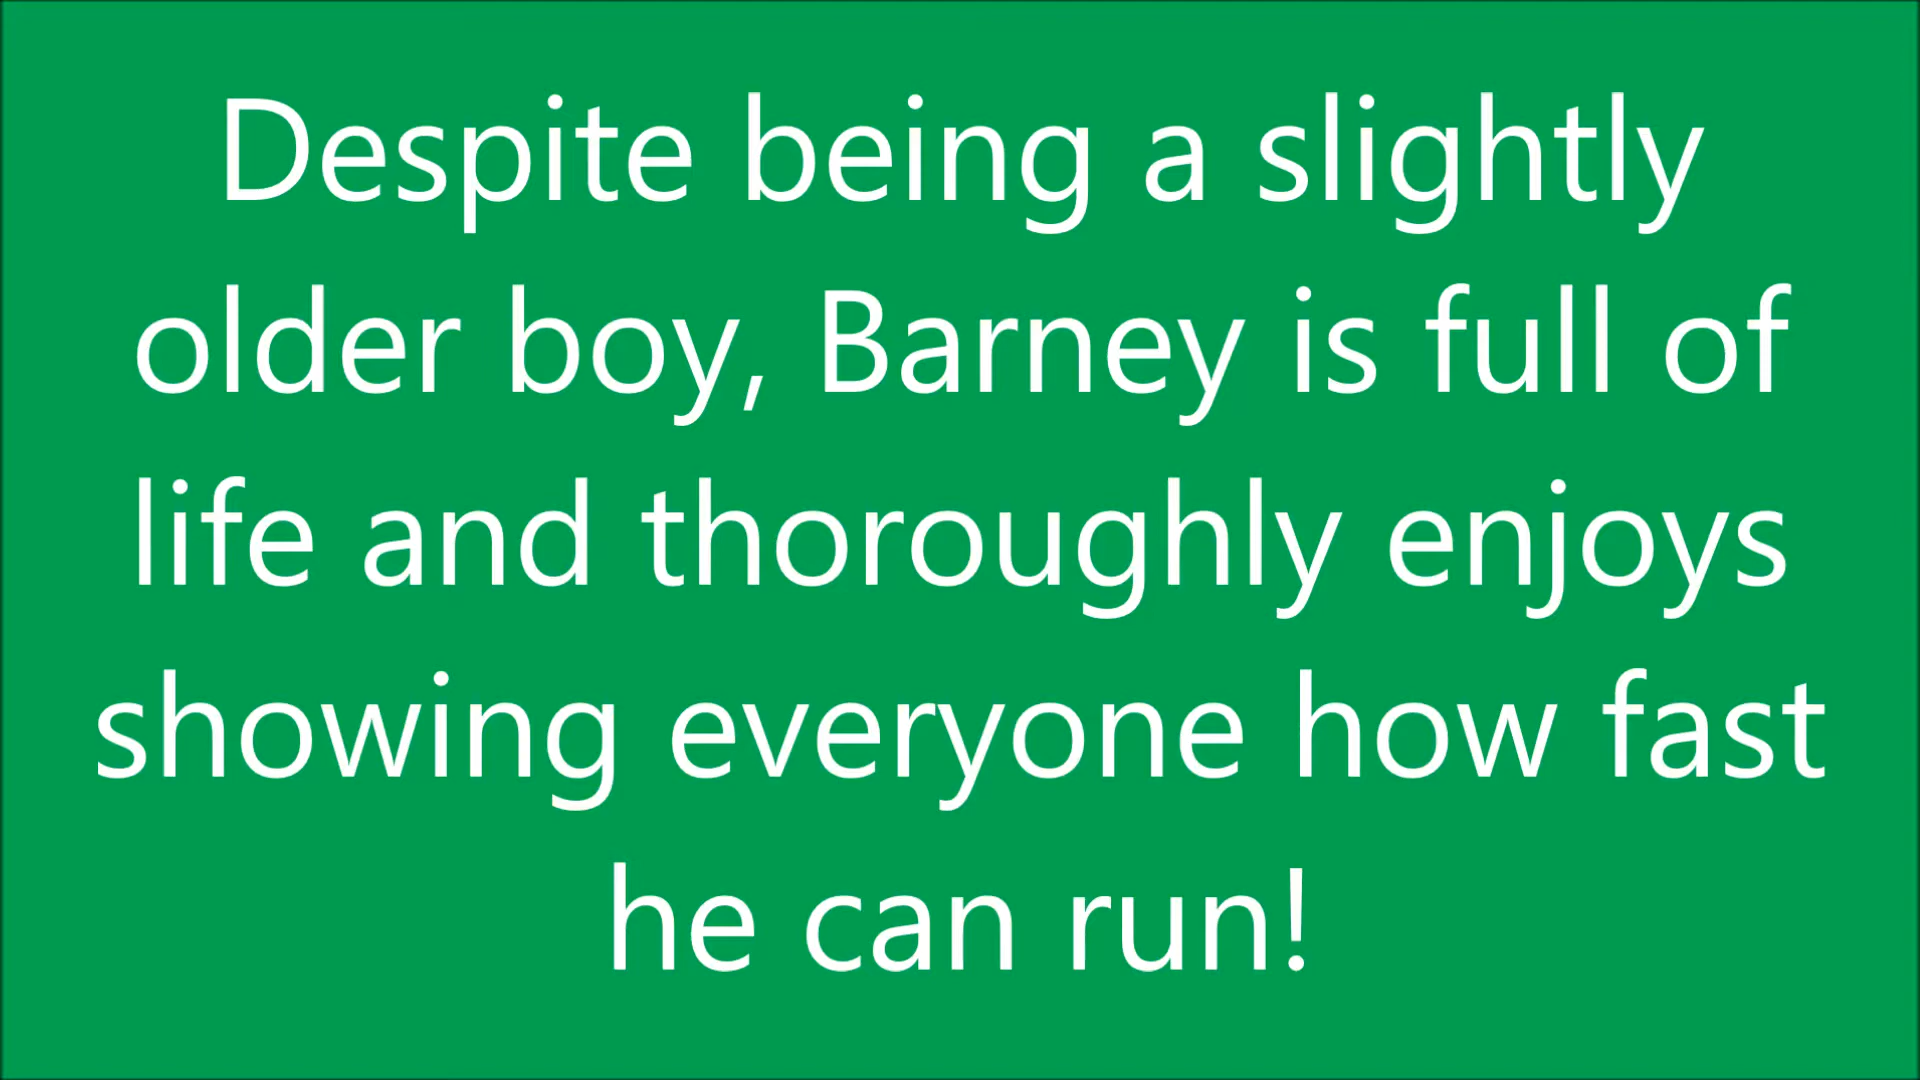 Despite being a slightly
older boy, Barney is full of
life and thoroughly enjoys
showing everyone how fast
he can run!